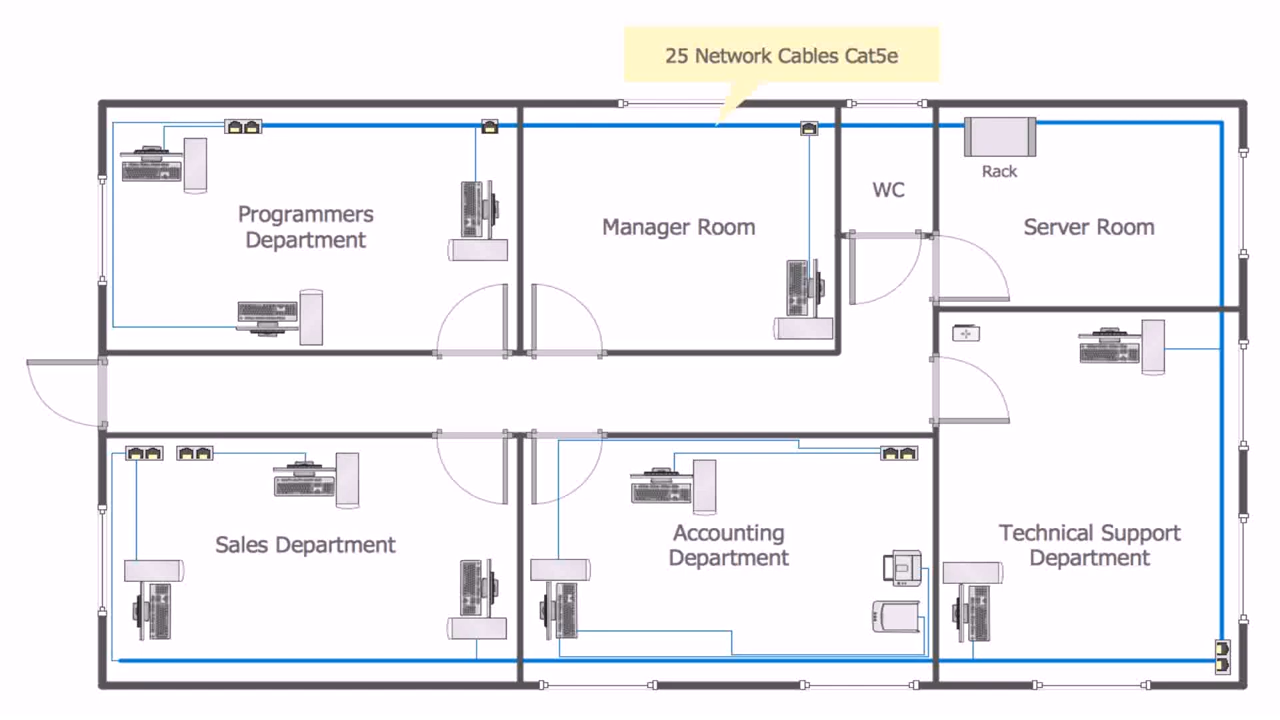 25 Network Cables Cat5e
Rack
WC
Programmers
Department
Manager Room
Server Room
Sales Department
Accounting
Department
Technical Support
Department